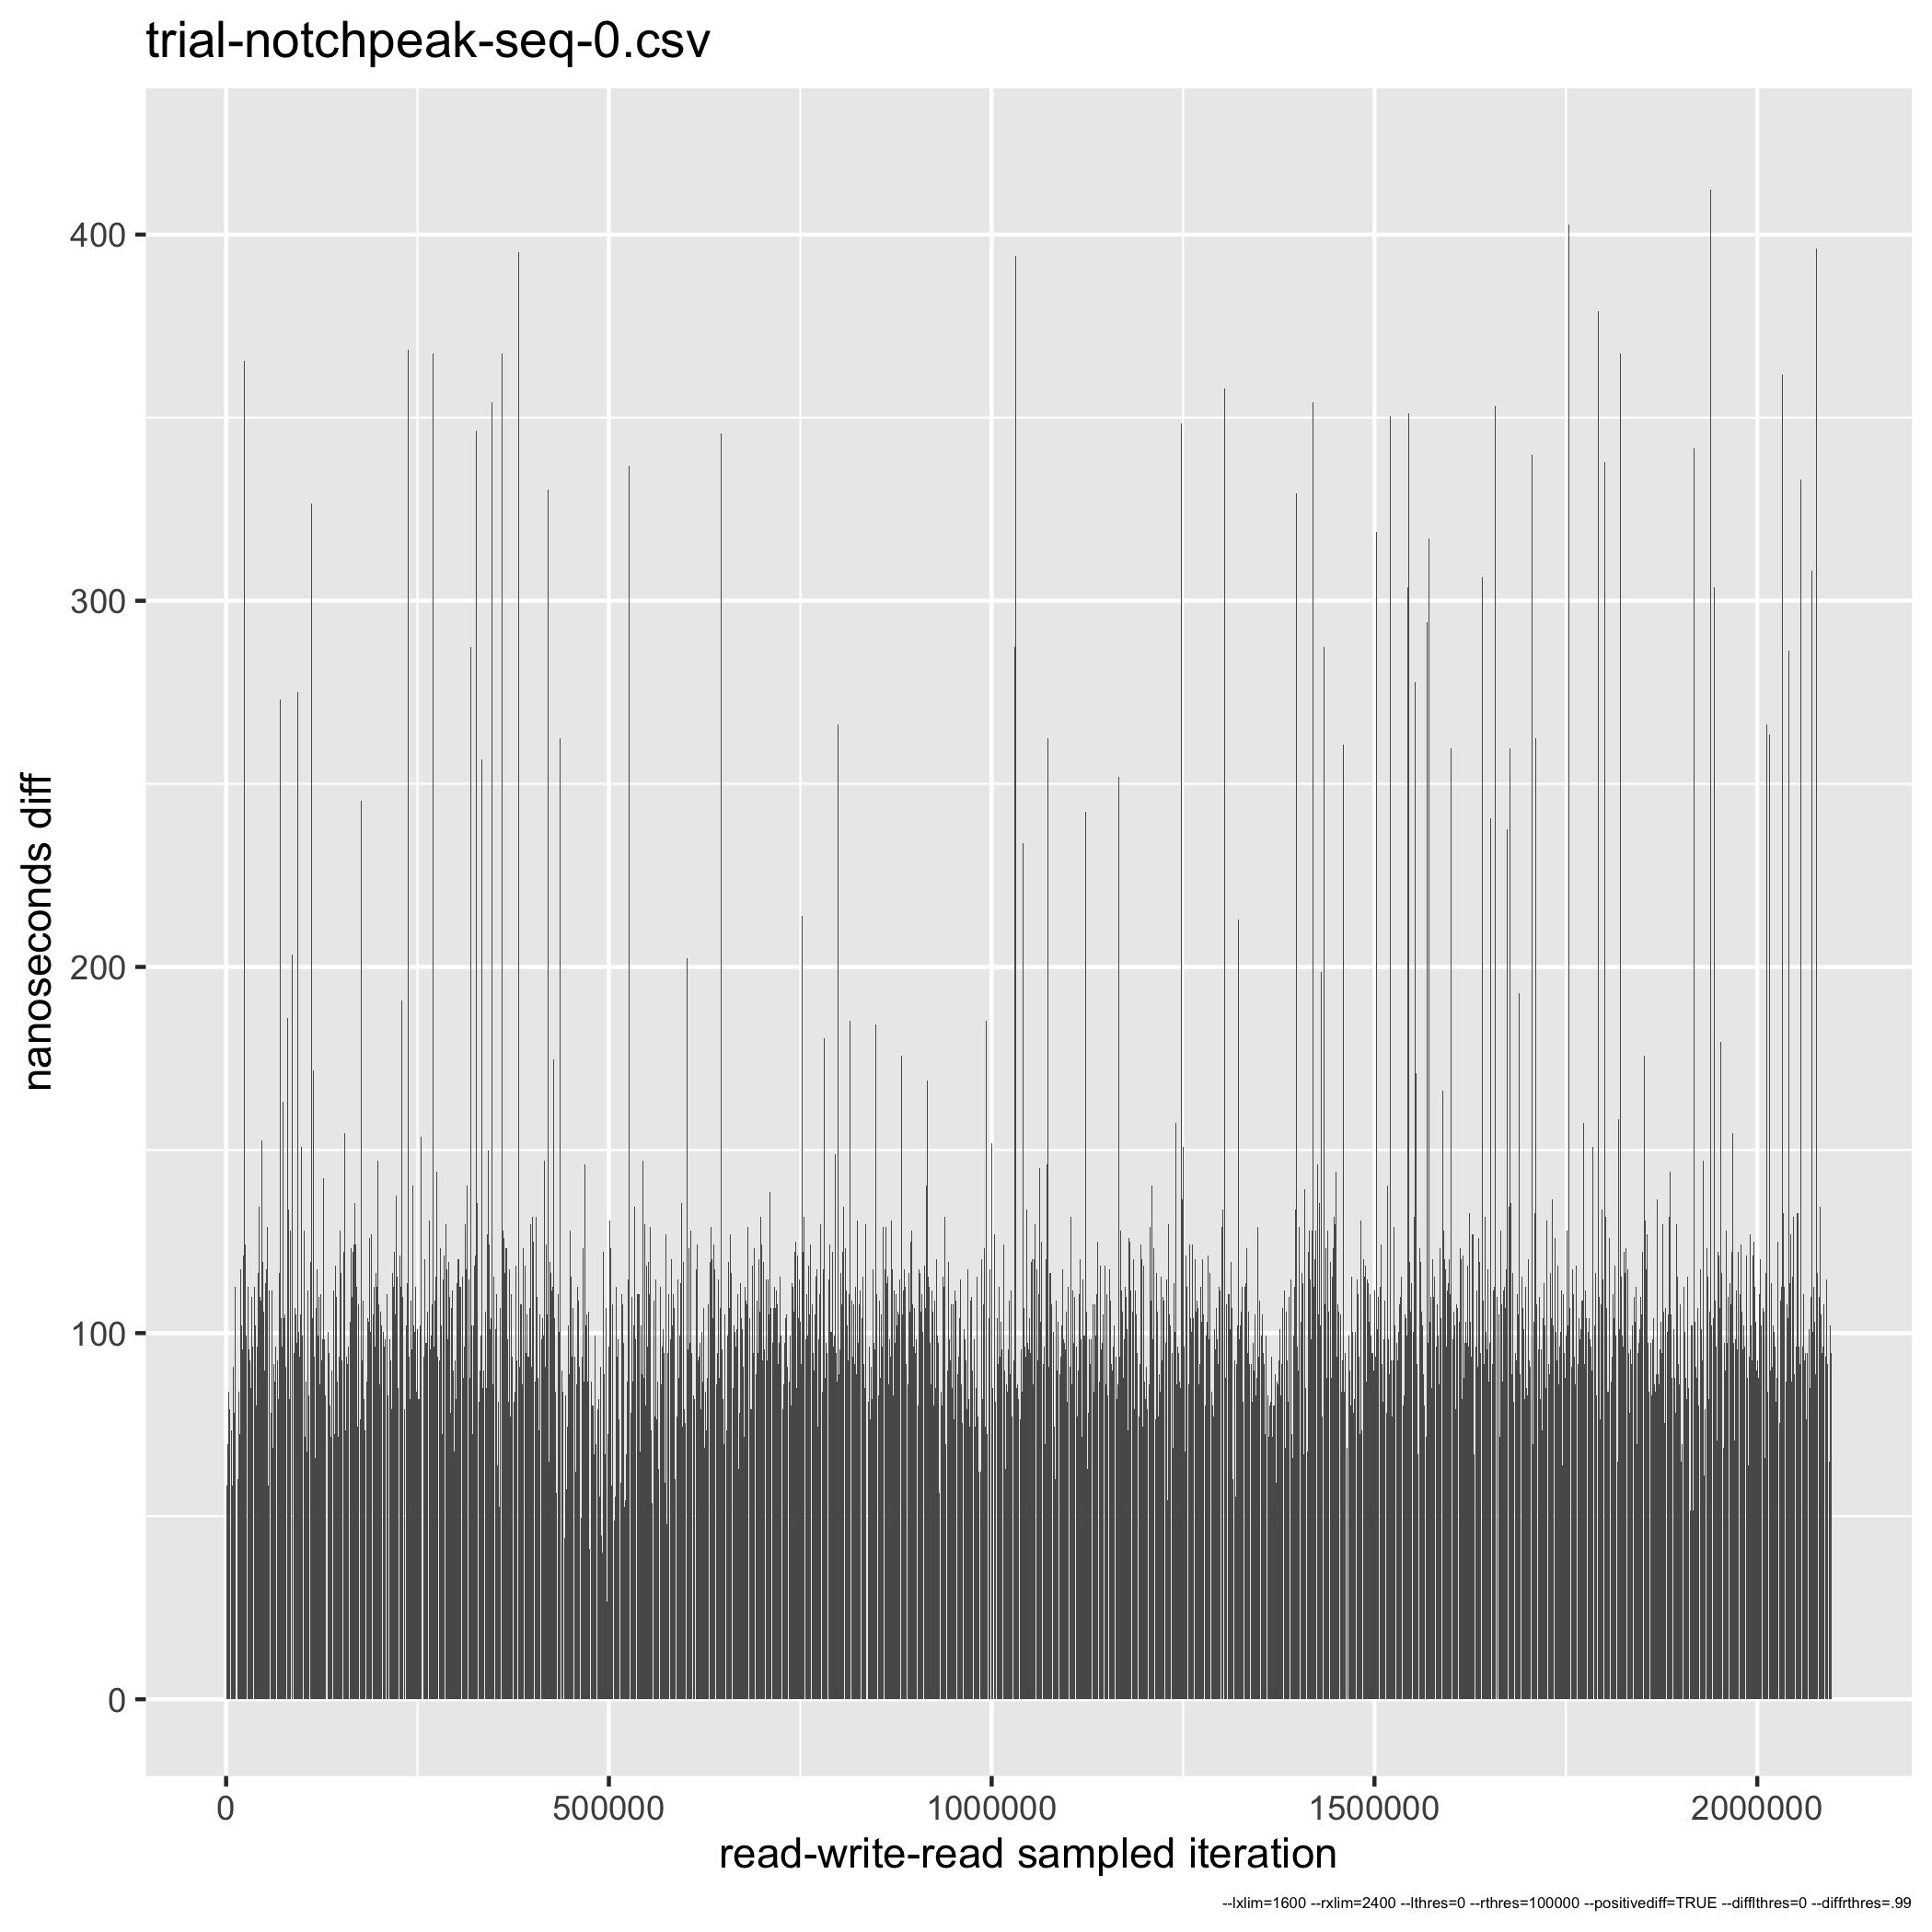 trial-notchpeak-seq-0.csv
400
300
200
100
0
nanoseconds diff
0 500000 1000000 1500000 2000000
read-write-read sampled iteration
--lxlim=1600 --rxlim=2400 --lthres=0 --rthres=100000 --positivediff=TRUE --difflthres=0 --diffrthres=.99